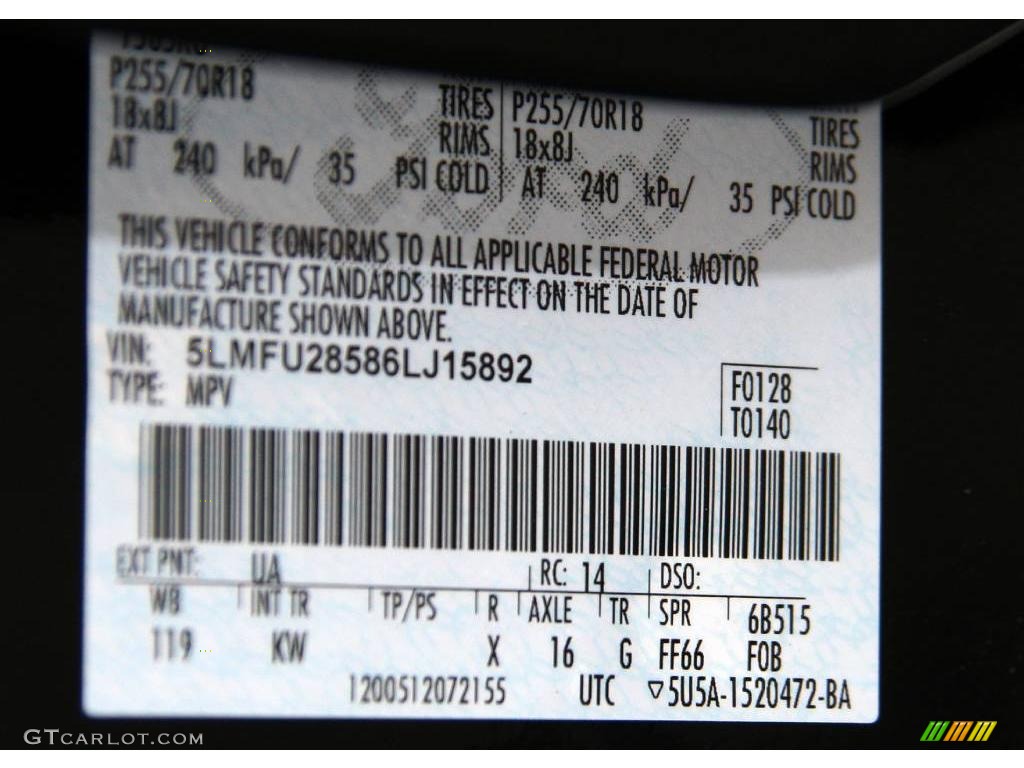 P255/70R18 TIRES P255/70R18 TIRES
18x8J RIMS 18x8J RIMS
AT 240 kPa/ 35 PSI COLD AT 240 kPa/ 35 PSI COLD
THIS VEHICLE CONFORMS TO ALL APPLICABLE FEDERAL MOTOR
VEHICLE SAFETY STANDARDS IN EFFECT ON THE DATE OF
MANUFACTURE SHOWN ABOVE.
VIN: 5LMFU28586LJ15892
TYPE: MPV
F0128
T0140
EXT PNT: UA RC: 14 DSO:
WB INT TR TP/PS R AXLE TR SPR 6B515
119 KW X 16 G FF66 FOB
1200512072155 UTC ▽5U5A-1520472-BA
GTCARLOT.COM